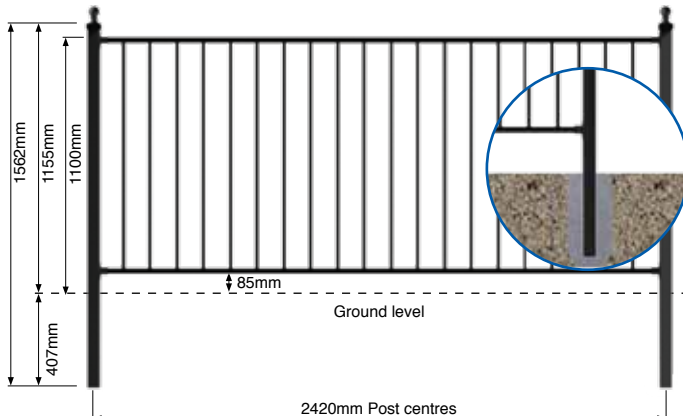 1562mm
1155mm
1100mm
85mm
Ground level
407mm
2420mm Post centres